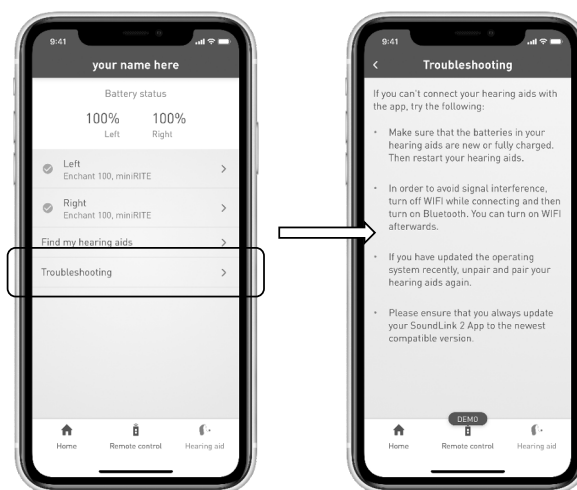 9:41
your name here
Battery status
100% 100%
Left Right
Left
Enchant 100, miniRITE
Right
Enchant 100, miniRITE
Find my hearing aids
Troubleshooting
Home Remote control Hearing aid
9:41
Troubleshooting
If you can't connect your hearing aids with
the app, try the following:
• Make sure that the batteries in your
hearing aids are new or fully charged.
Then restart your hearing aids.
• In order to avoid signal interference,
turn off WIFI while connecting and then
turn on Bluetooth. You can turn on WIFI
afterwards.
• If you have updated the operating
system recently, unpair and pair your
hearing aids again.
• Please ensure that you always update
your SoundLink 2 App to the newest
compatible version.
DEMO
Home Remote control Hearing aid